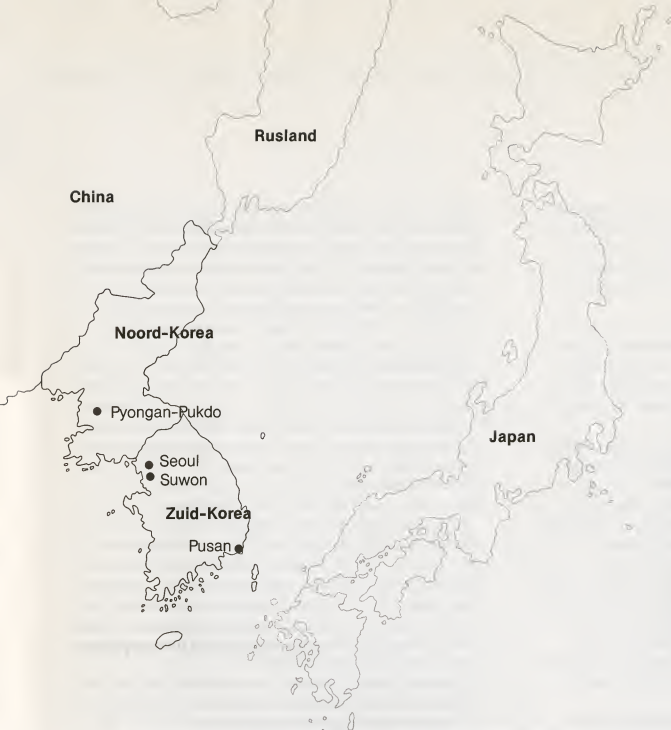 Rusland
China
Noord-Korea
Pyongan-Pukdo
Japan
Seoul
Suwon
Zuid-Korea
Pusan